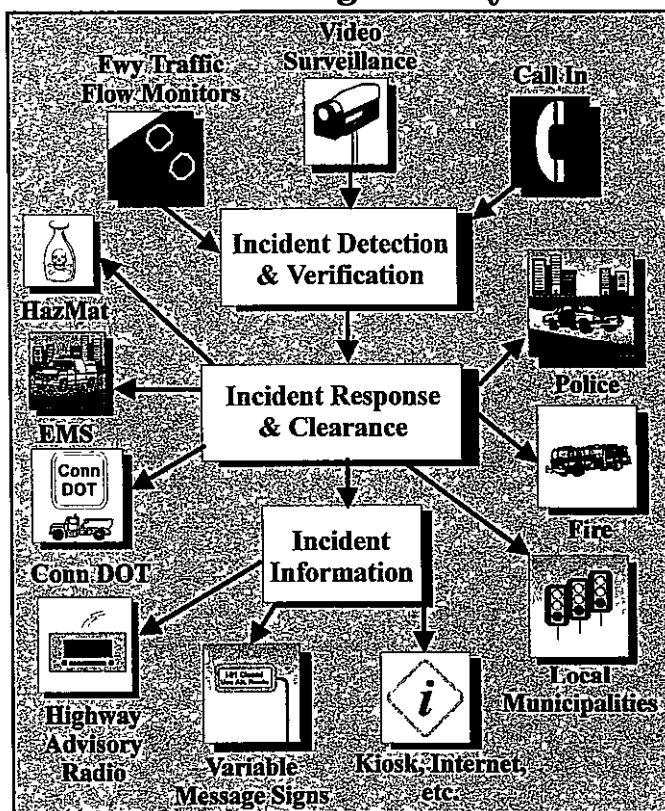 Video
Surveillance
Fwy Traffic
Flow Monitors
Call In
Incident Detection
& Verification
HazMat
Police
EMS
Incident Response
& Clearance
Conn
DOT
Fire
Conn DOT
Incident
Information
i
Local
Municipalities
Highway
Advisory
Radio
Variable
Message Signs
Kiosk, Internet,
etc.